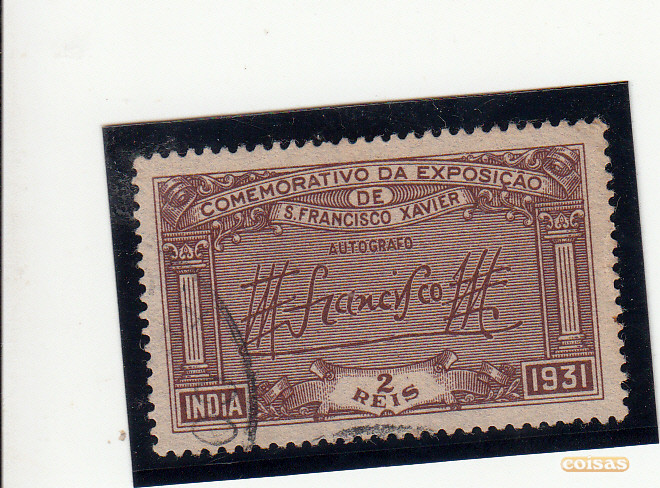 COMEMORATIVO DA EXPOSIÇÃO
DE
S. FRANCISCO XAVIER
AUTOGRAFO
Francisco
2
REIS
INDIA
1931
coisas